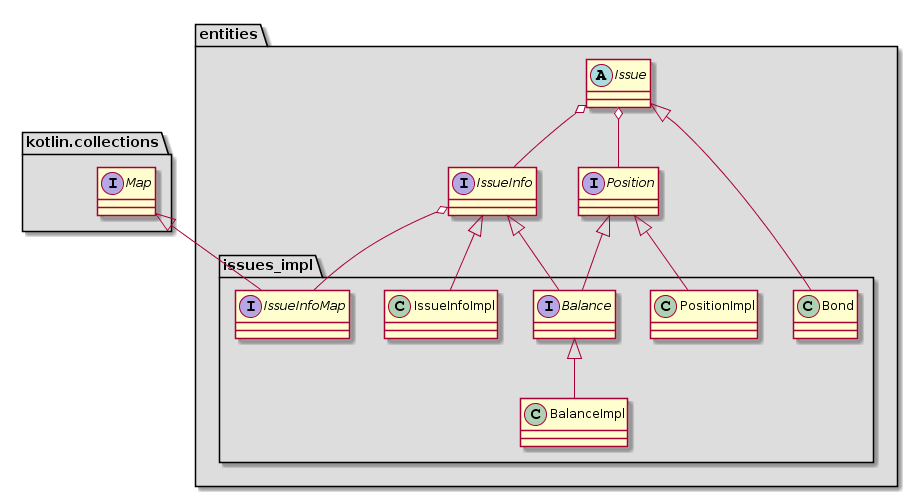 entities
A Issue
kotlin.collections
I Map
I IssueInfo
I Position
issues_impl
I IssueInfoMap
C IssueInfoImpl
I Balance
C PositionImpl
C Bond
C BalanceImpl